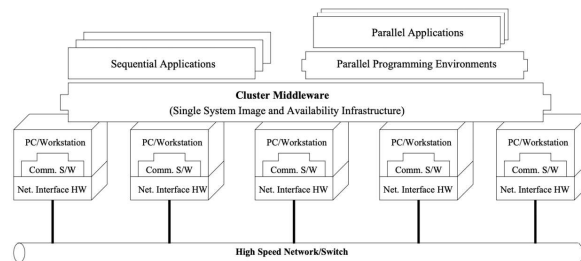 Parallel Applications
Sequential Applications
Parallel Programming Environments
Cluster Middleware
(Single System Image and Availability Infrastructure)
PC/Workstation
PC/Workstation
PC/Workstation
PC/Workstation
PC/Workstation
Comm. S/W
Comm. S/W
Comm. S/W
Comm. S/W
Comm. S/W
Net. Interface HW
Net. Interface HW
Net. Interface HW
Net. Interface HW
Net. Interface HW
High Speed Network/Switch